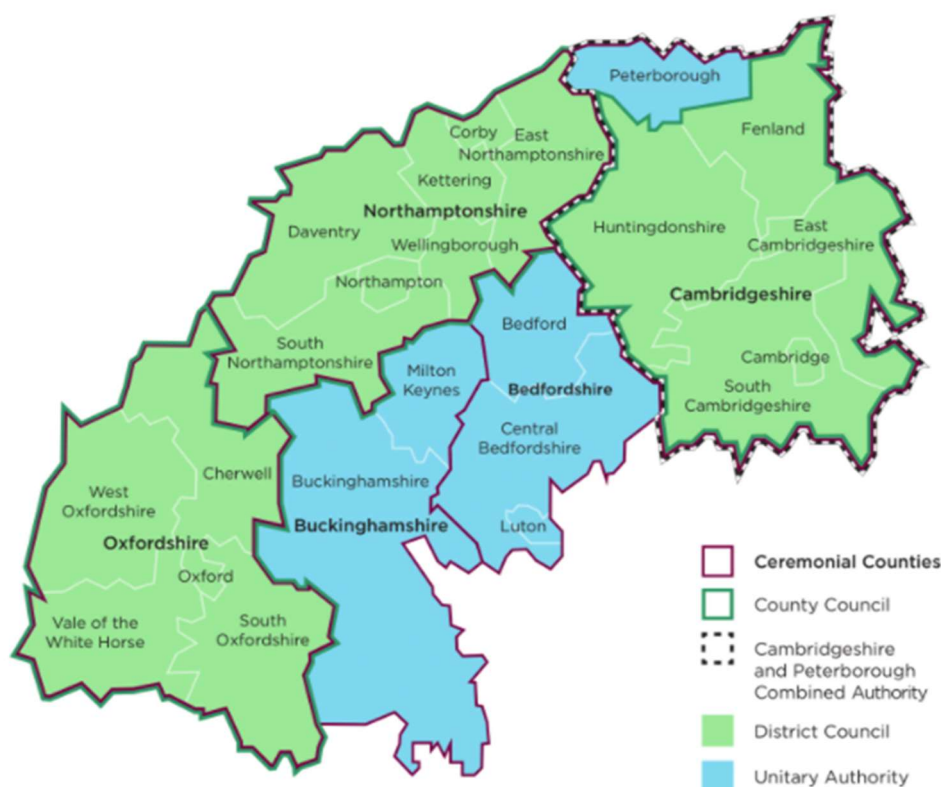 Peterborough
Fenland
Corby
East
Northamptonshire
Kettering
Northamptonshire
Daventry
Wellingborough
Northampton
South
Northamptonshire
Huntingdonshire
East
Cambridgeshire
Cambridgeshire
Cambridge
South
Cambridgeshire
Bedford
Milton
Keynes
Bedfordshire
Central
Bedfordshire
Luton
Buckinghamshire
Buckinghamshire
Cherwell
West
Oxfordshire
Oxfordshire
Oxford
Vale of the
White Horse
South
Oxfordshire
Ceremonial Counties
County Council
Cambridgeshire
and Peterborough
Combined Authority
District Council
Unitary Authority